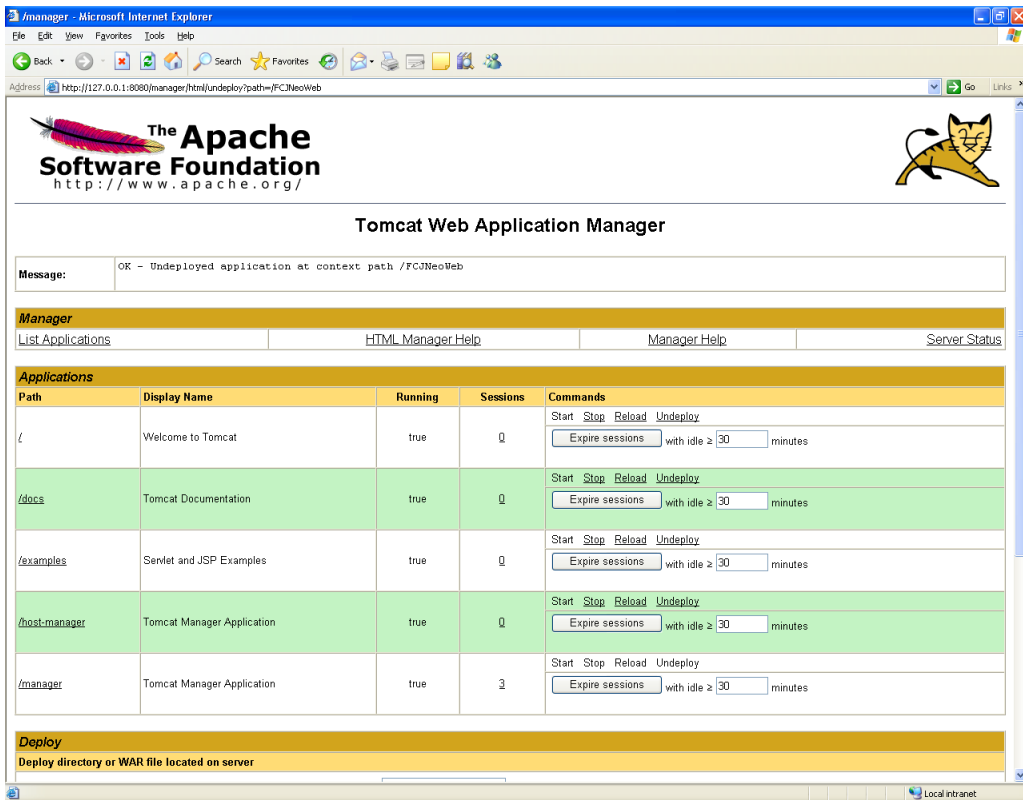 /manager - Microsoft Internet Explorer
File Edit View Favorites Tools Help
Back Search Favorites
Address http://127.0.0.1:8080/manager/html/undeploy?path=/FCJNeoWeb Go Links
The Apache
Software Foundation
http://www.apache.org/
Tomcat Web Application Manager
Message: OK - Undeployed application at context path /FCJNeoWeb
Manager
List Applications HTML Manager Help Manager Help Server Status
Applications
Path Display Name Running Sessions Commands
Start Stop Reload Undeploy
/ Welcome to Tomcat true 0 Expire sessions with idle ≥ 30 minutes
Start Stop Reload Undeploy
/docs Tomcat Documentation true 0 Expire sessions with idle ≥ 30 minutes
Start Stop Reload Undeploy
/examples Servlet and JSP Examples true 0 Expire sessions with idle ≥ 30 minutes
Start Stop Reload Undeploy
/host-manager Tomcat Manager Application true 0 Expire sessions with idle ≥ 30 minutes
Start Stop Reload Undeploy
/manager Tomcat Manager Application true 3 Expire sessions with idle ≥ 30 minutes
Deploy
Deploy directory or WAR file located on server
Local intranet